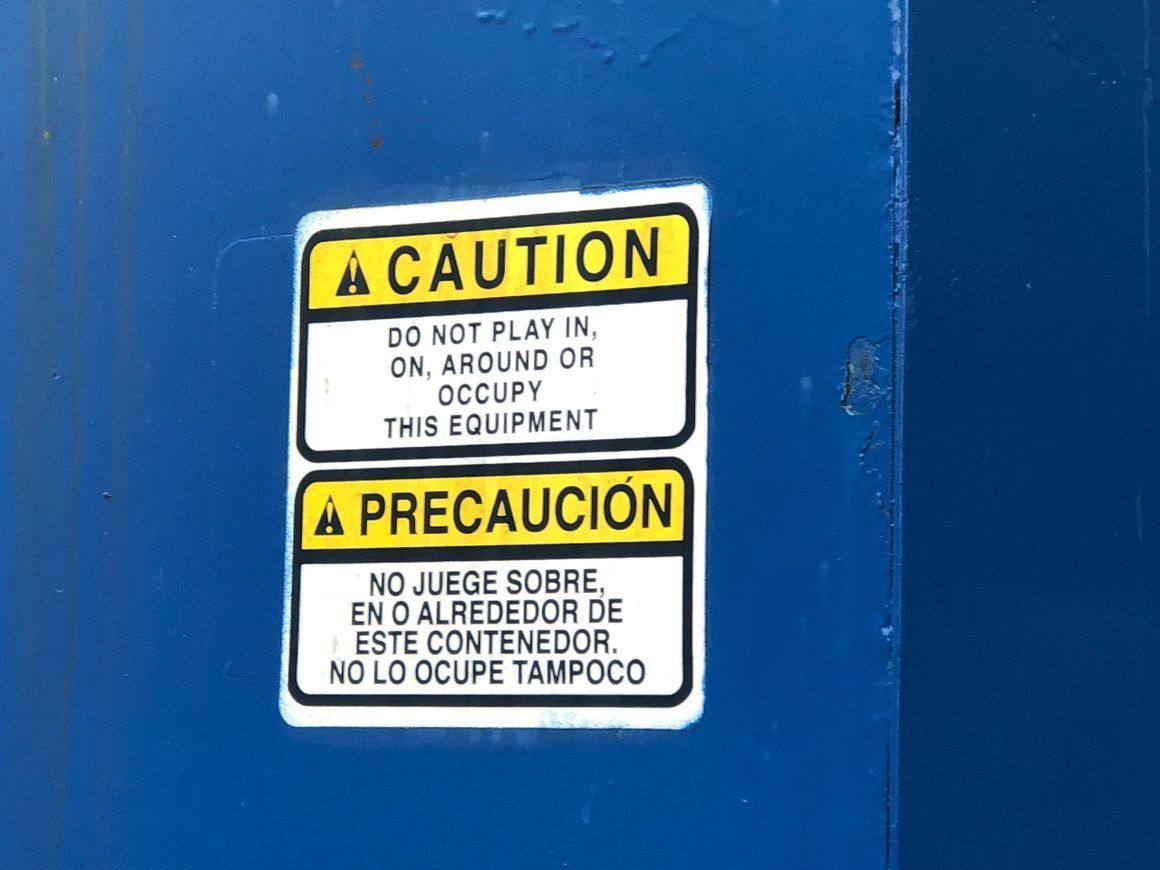 CAUTION
DO NOT PLAY IN,
ON, AROUND OR
OCCUPY
THIS EQUIPMENT
PRECAUCIÓN
NO JUEGE SOBRE,
EN O ALREDEDOR DE
ESTE CONTENEDOR.
NO LO OCUPE TAMPOCO